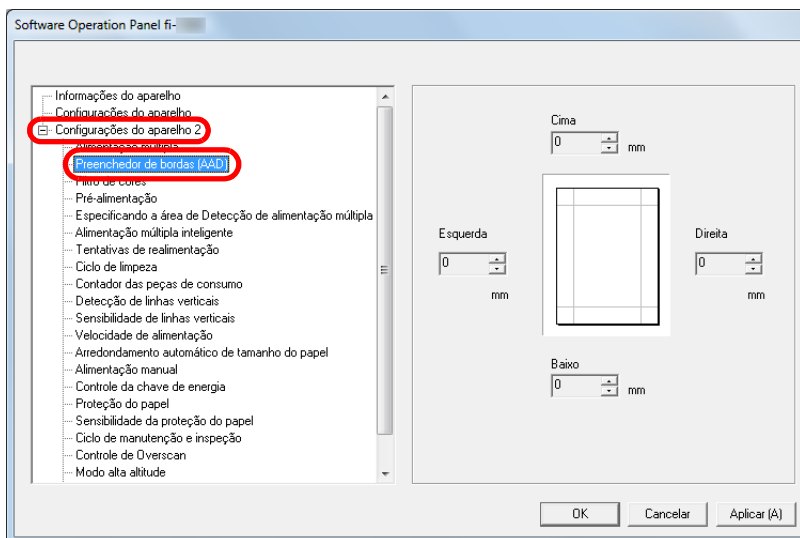 Software Operation Panel fi-
Informações do aparelho
Configurações do aparelho
Configurações do aparelho 2
Alimentação múltipla
Preenchedor de bordas (AAD)
Filtro de cores
Pré-alimentação
Especificando a área de Detecção de alimentação múltipla
Alimentação múltipla inteligente
Tentativas de realimentação
Ciclo de limpeza
Contador das peças de consumo
Detecção de linhas verticais
Sensibilidade de linhas verticais
Velocidade de alimentação
Arredondamento automático de tamanho do papel
Alimentação manual
Controle da chave de energia
Proteção do papel
Sensibilidade da proteção do papel
Ciclo de manutenção e inspeção
Controle de Overscan
Modo alta altitude
Cima
0 mm
Esquerda
0
mm
Direita
0
mm
Baixo
0 mm
OK Cancelar Aplicar (A)